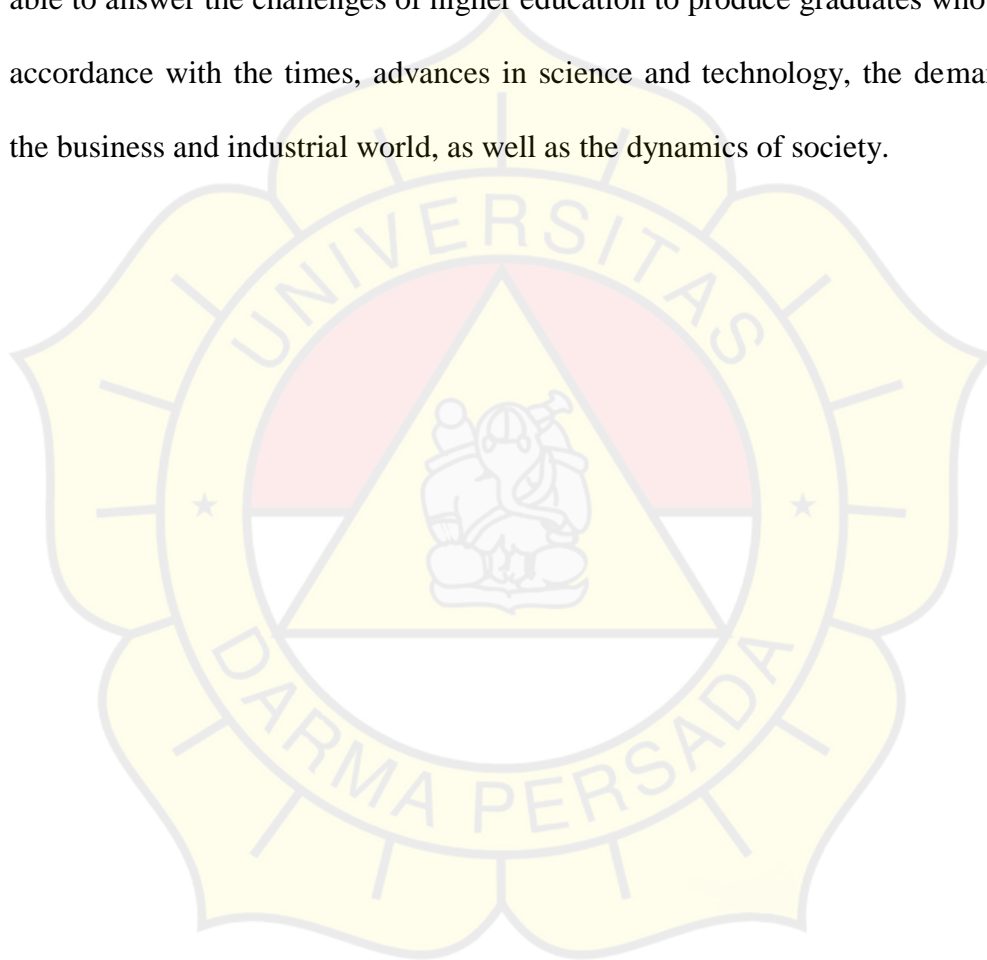 able to answer the challenges of higher education to produce graduates who
accordance with the times, advances in science and technology, the
the business and industrial world, as well as the dynamics of society.
UNIVERSITAS
DARMA PERSADA